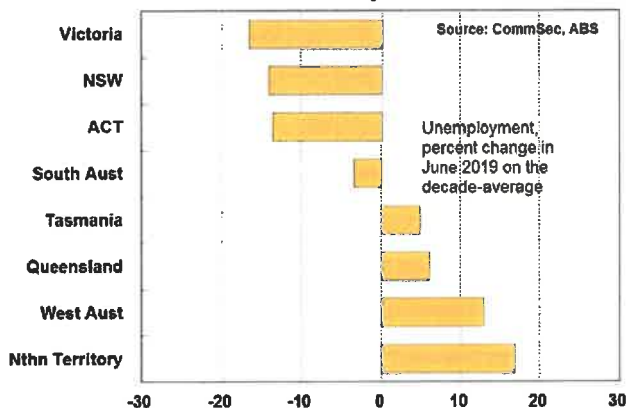 Victoria
Source: CommSec, ABS
NSW
ACT
Unemployment,
percent change in
June 2019 on the
decade-average
South Aust
Tasmania
Queensland
West Aust
Nthn Territory
-30 -20 -10 0 10 20 30